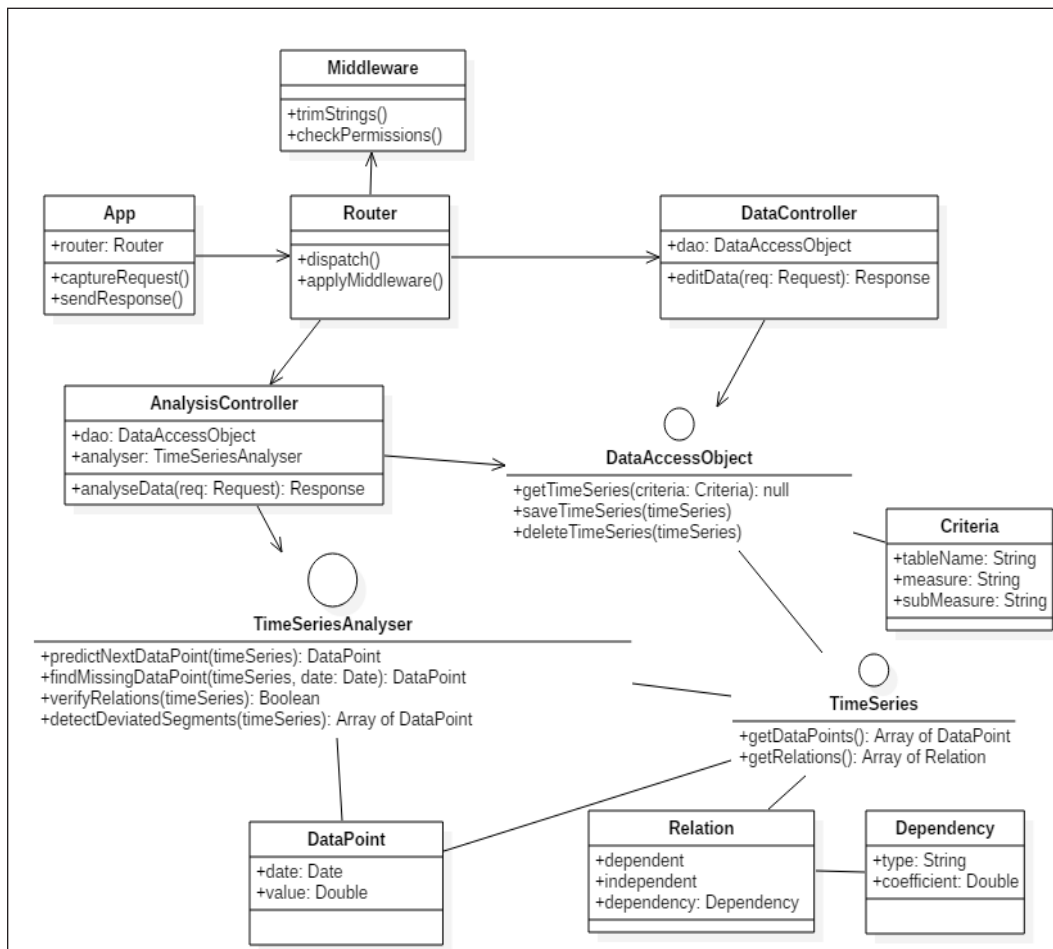 Middleware
+trimStrings()
+checkPermissions()
App
+router: Router
+captureRequest()
+sendResponse()
Router
+dispatch()
+applyMiddleware()
DataController
+dao: DataAccessObject
+editData(req: Request): Response
AnalysisController
+dao: DataAccessObject
+analyser: TimeSeriesAnalyser
+analyseData(req: Request): Response
DataAccessObject
+getTimeSeries(criteria: Criteria): null
+saveTimeSeries(timeSeries)
+deleteTimeSeries(timeSeries)
Criteria
+tableName: String
+measure: String
+subMeasure: String
TimeSeriesAnalyser
+predictNextDataPoint(timeSeries): DataPoint
+findMissingDataPoint(timeSeries, date: Date): DataPoint
+verifyRelations(timeSeries): Boolean
+detectDeviatedSegments(timeSeries): Array of DataPoint
TimeSeries
+getDataPoints(): Array of DataPoint
+getRelations(): Array of Relation
DataPoint
+date: Date
+value: Double
Relation
+dependent
+independent
+dependency: Dependency
Dependency
+type: String
+coefficient: Double